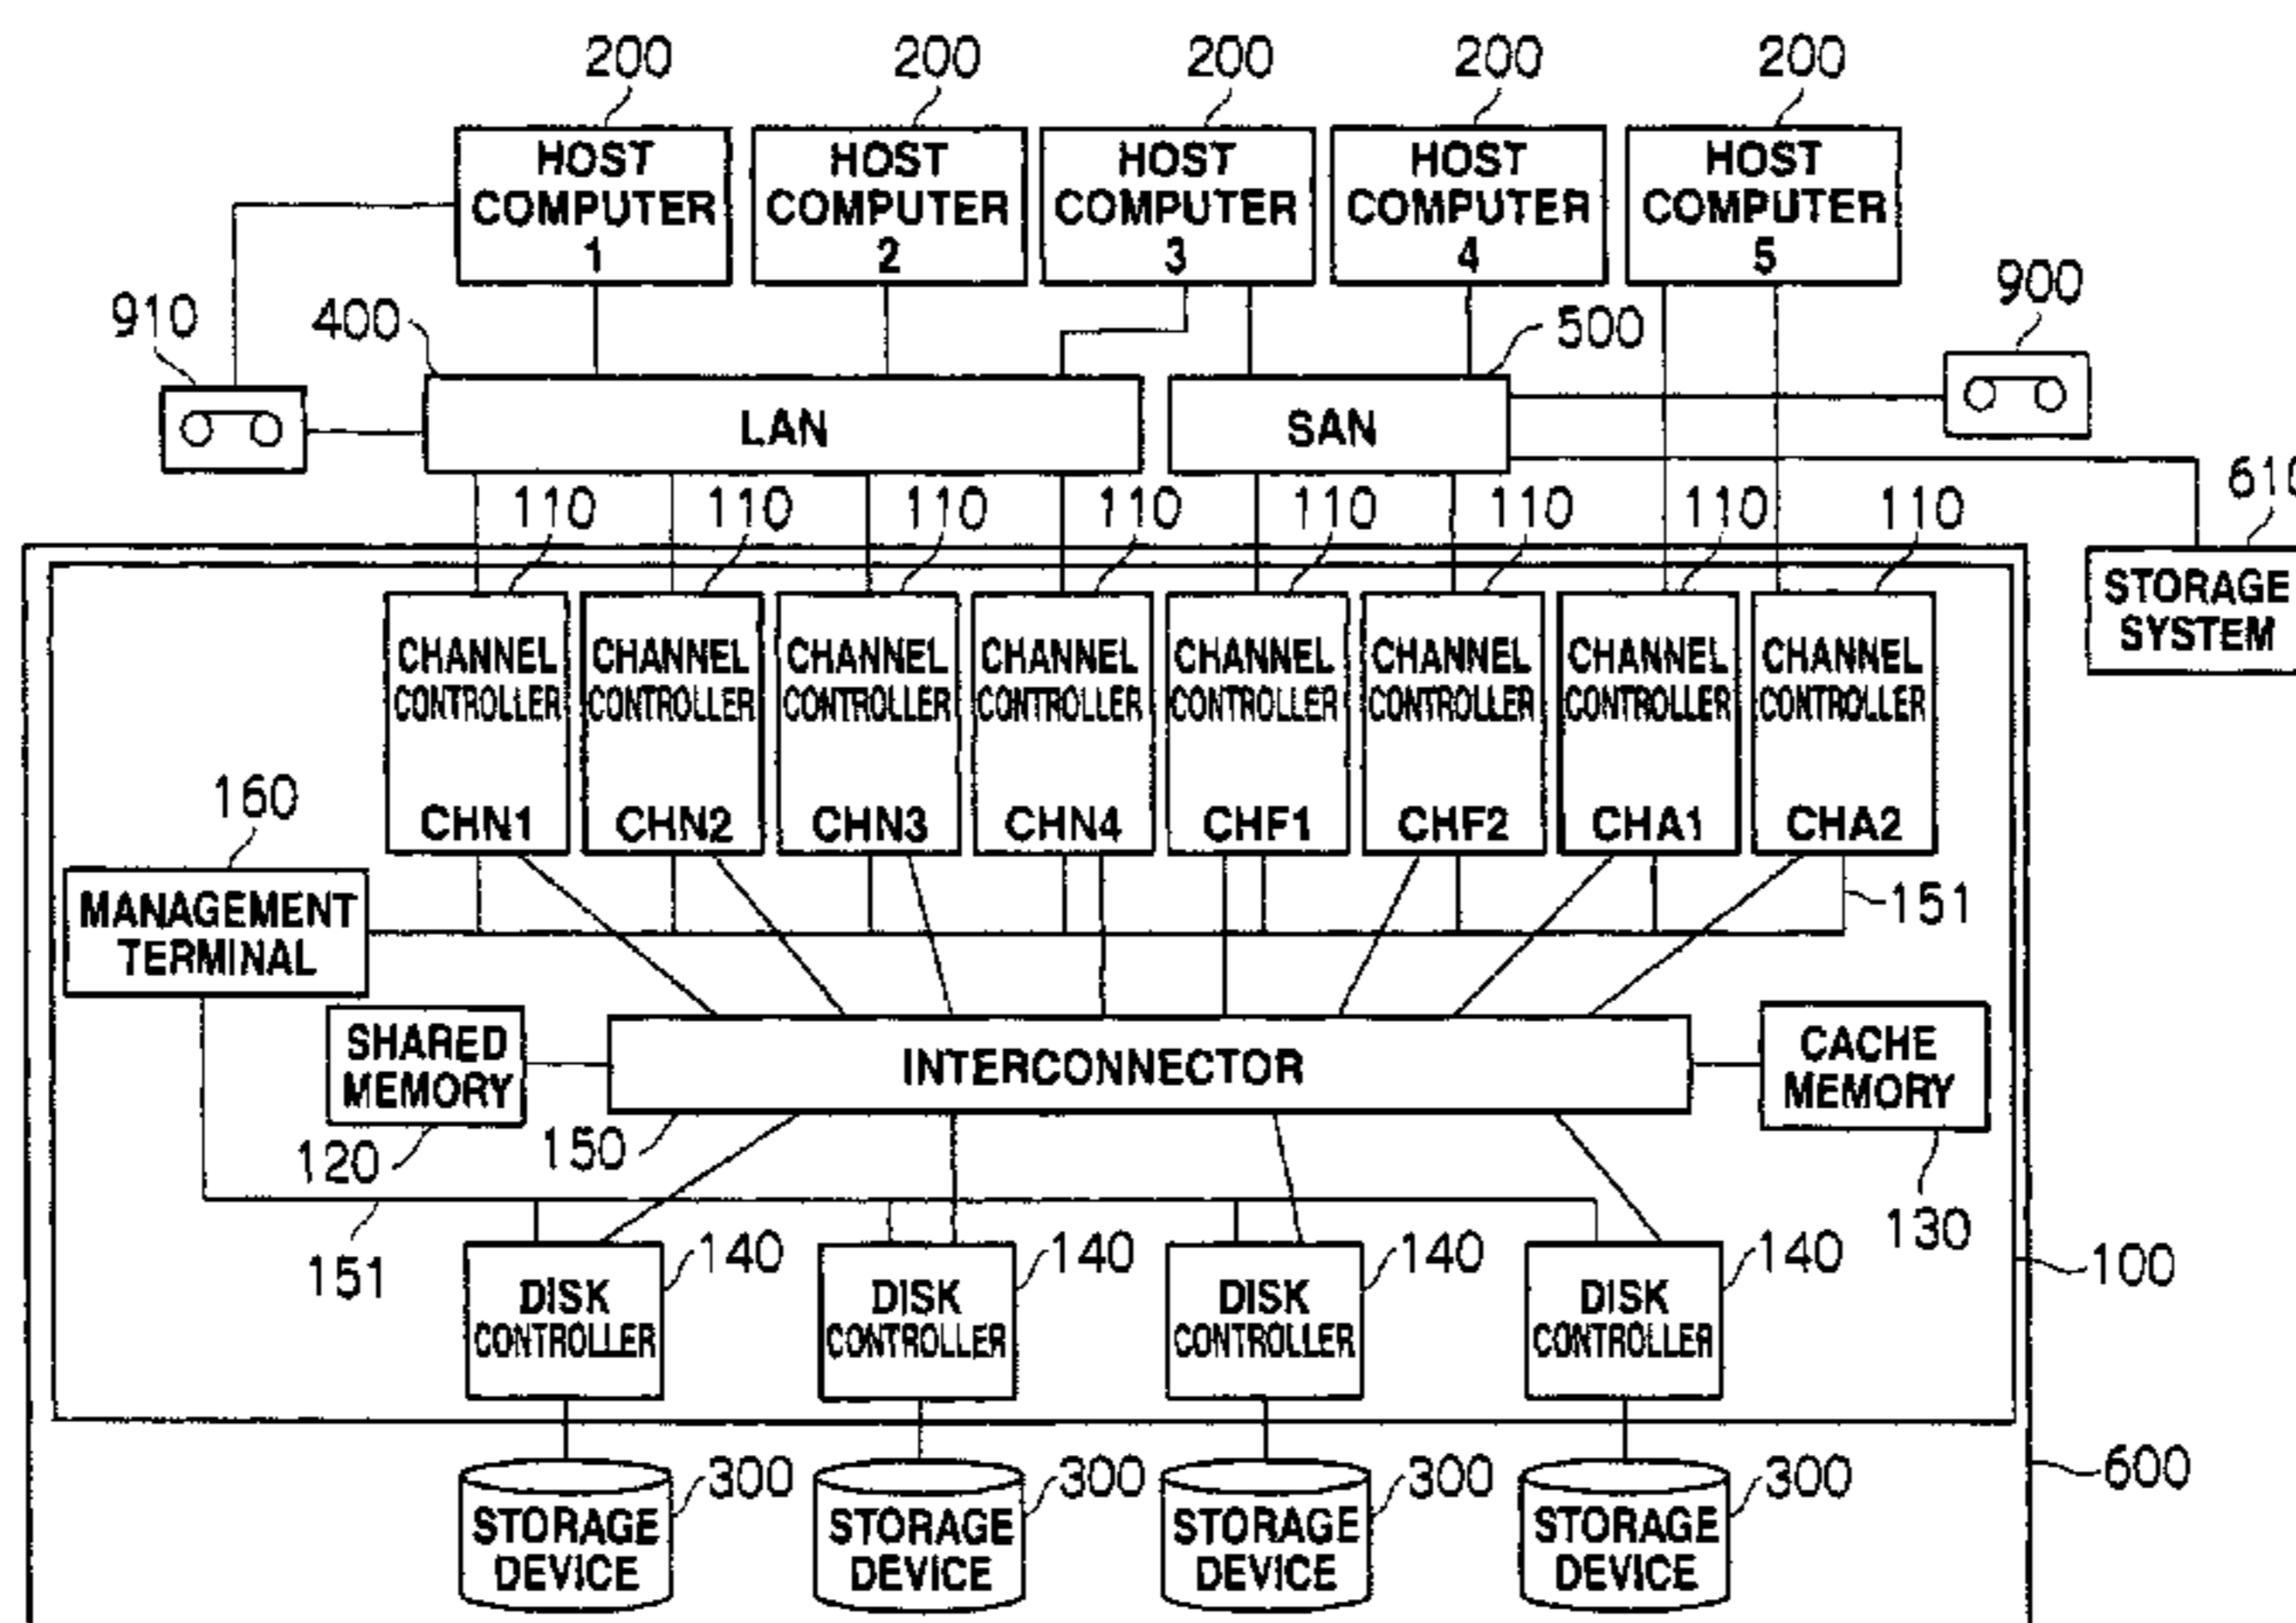 200 200 200 200 200
HOST COMPUTER 1
HOST COMPUTER 2
HOST COMPUTER 3
HOST COMPUTER 4
HOST COMPUTER 5
910 400 500 900
LAN SAN
110 110 110 110 110 110 110 110
610
STORAGE
SYSTEM
CHANNEL CONTROLLER CHN1
CHANNEL CONTROLLER CHN2
CHANNEL CONTROLLER CHN3
CHANNEL CONTROLLER CHN4
CHANNEL CONTROLLER CHF1
CHANNEL CONTROLLER CHF2
CHANNEL CONTROLLER CHA1
CHANNEL CONTROLLER CHA2
160
MANAGEMENT
TERMINAL
151
SHARED
MEMORY
INTERCONNECTOR
CACHE
MEMORY
120 150 130
151
140 140 140 140
DISK CONTROLLER
DISK CONTROLLER
DISK CONTROLLER
DISK CONTROLLER
100
300 300 300 300
600
STORAGE DEVICE
STORAGE DEVICE
STORAGE DEVICE
STORAGE DEVICE